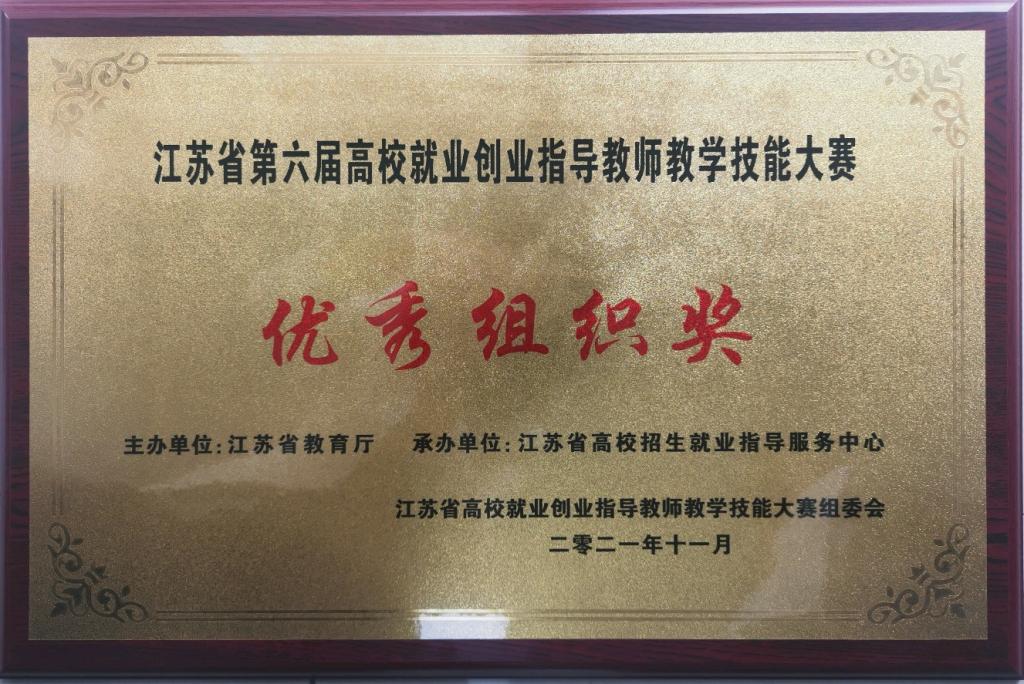 江苏省第六届高校就业创业指导教师教学技能大赛
优秀组织奖
主办单位:江苏省教育厅 承办单位:江苏省高校招生就业指导服务中心
江苏省高校就业创业指导教师教学技能大赛组委会
二零二一年十一月